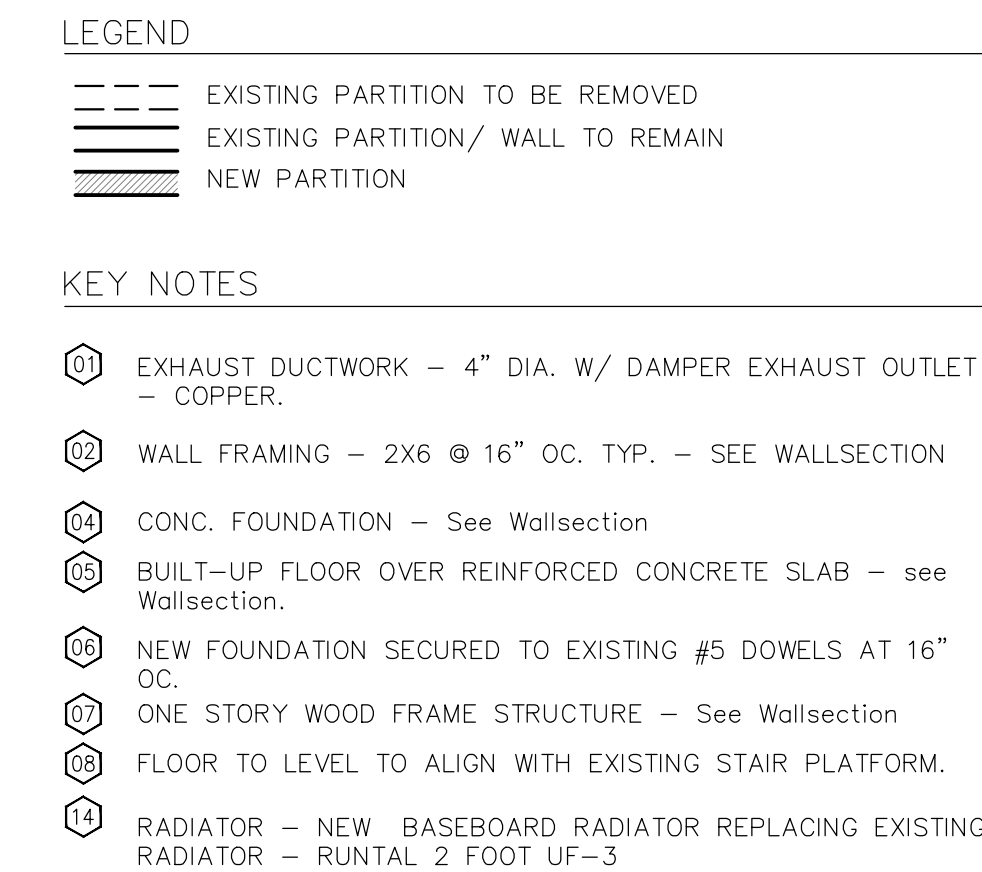 LEGEND
EXISTING PARTITION TO BE REMOVED
EXISTING PARTITION/ WALL TO REMAIN
NEW PARTITION
KEY NOTES
01 EXHAUST DUCTWORK – 4” DIA. W/ DAMPER EXHAUST OUTLET
– COPPER.
02 WALL FRAMING – 2X6 @ 16” OC. TYP. – SEE WALLSECTION
04 CONC. FOUNDATION – See Wallsection
05 BUILT–UP FLOOR OVER REINFORCED CONCRETE SLAB – see
Wallsection.
06 NEW FOUNDATION SECURED TO EXISTING #5 DOWELS AT 16”
OC.
07 ONE STORY WOOD FRAME STRUCTURE – See Wallsection
08 FLOOR TO LEVEL TO ALIGN WITH EXISTING STAIR PLATFORM.
14 RADIATOR – NEW BASEBOARD RADIATOR REPLACING EXISTING
RADIATOR – RUNTAL 2 FOOT UF–3